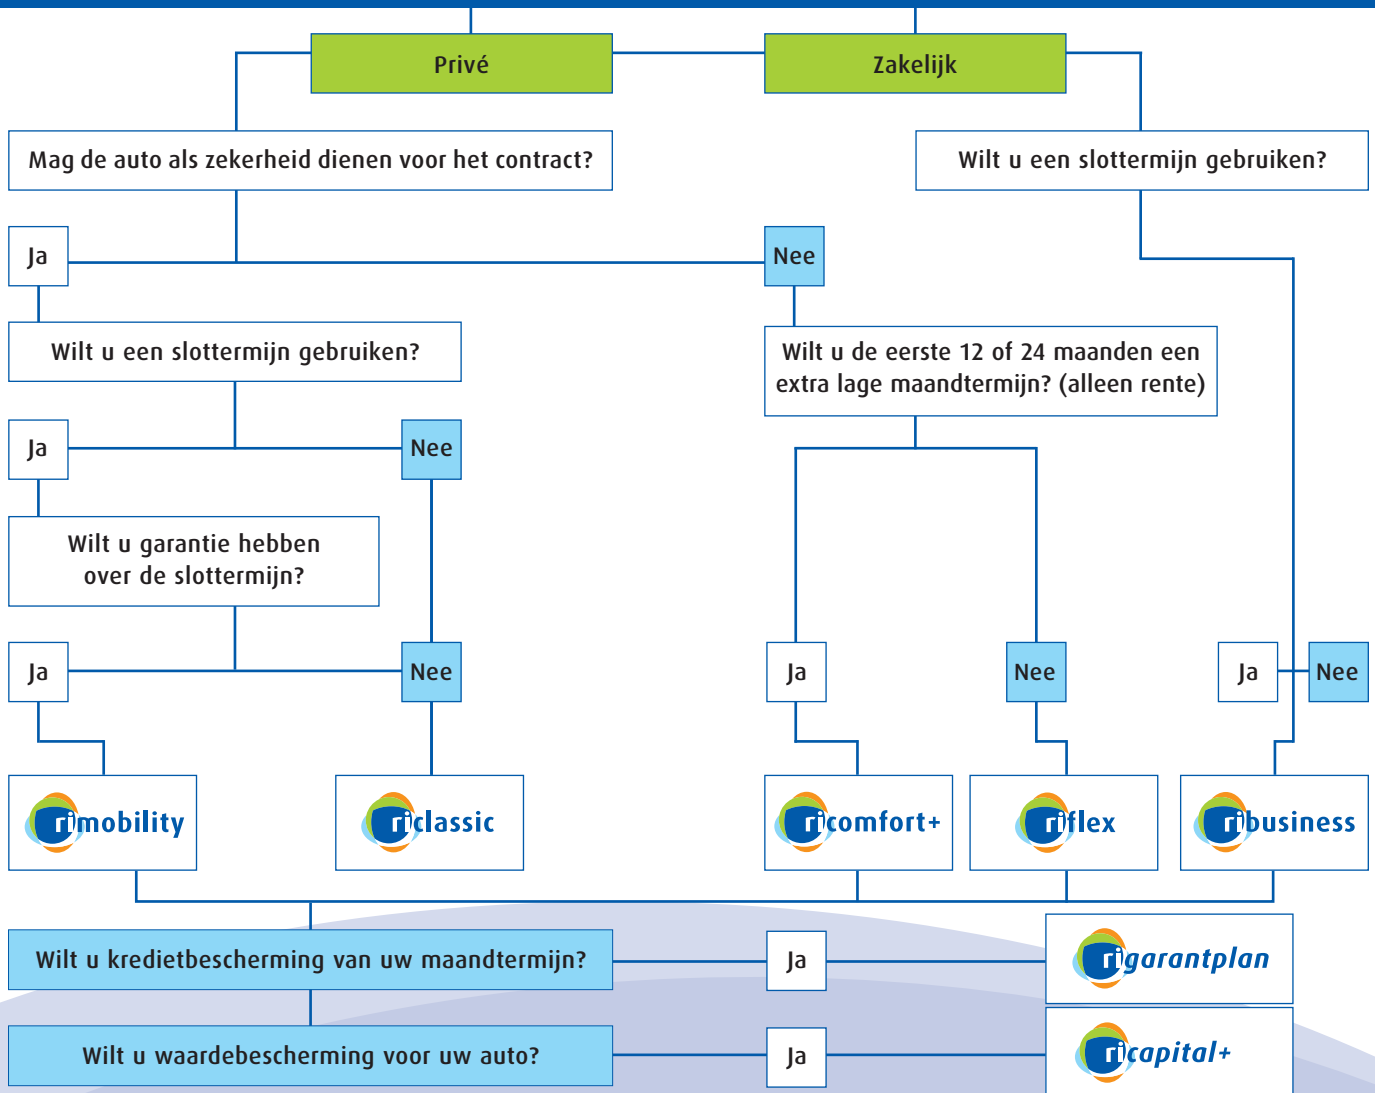 Privé
Zakelijk
Mag de auto als zekerheid dienen voor het contract?
Wilt u een slottermijn gebruiken?
Ja
Nee
Wilt u een slottermijn gebruiken?
Wilt u de eerste 12 of 24 maanden een
extra lage maandtermijn? (alleen rente)
Ja
Nee
Wilt u garantie hebben
over de slottermijn?
Ja
Nee
Ja
Nee
Ja
Nee
rimobility
riclassic
ricomfort+
riflex
ribusiness
Wilt u kredietbescherming van uw maandtermijn?
Ja
rigarantplan
Wilt u waardebescherming voor uw auto?
Ja
ricapital+